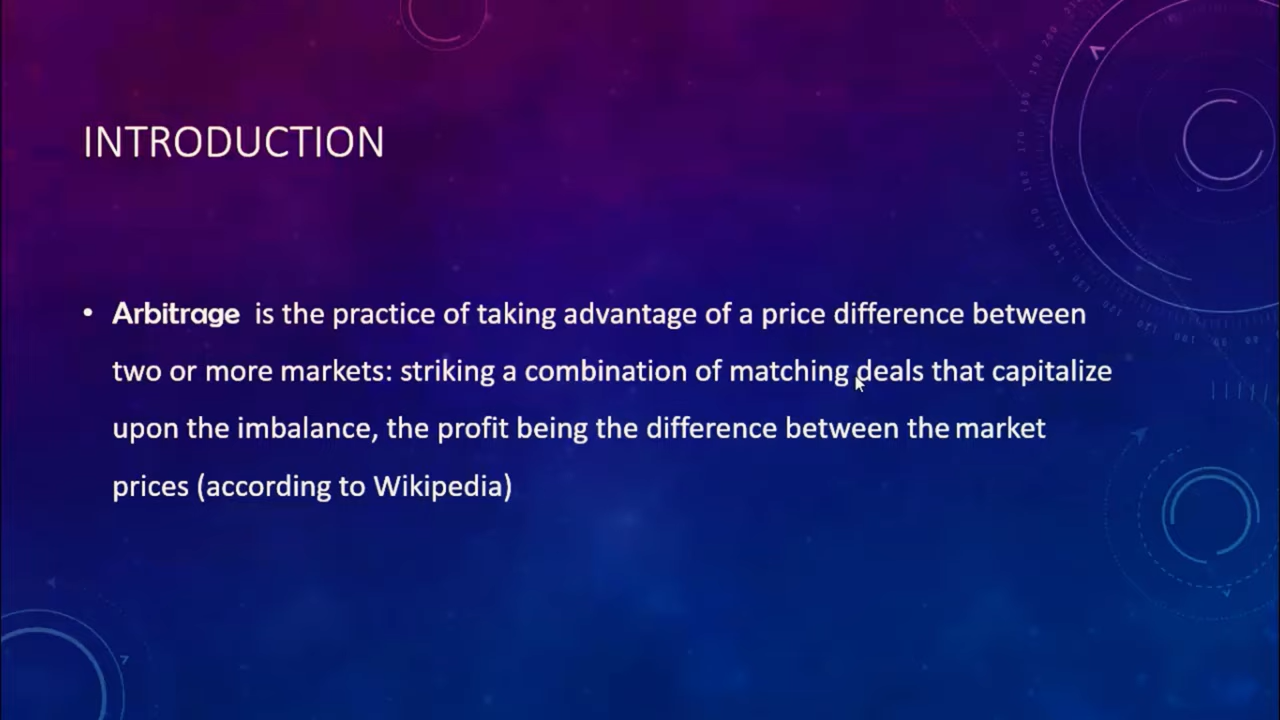 INTRODUCTION
• Arbitrage is the practice of taking advantage of a price difference between
two or more markets: striking a combination of matching deals that capitalize
upon the imbalance, the profit being the difference between the market
prices (according to Wikipedia)